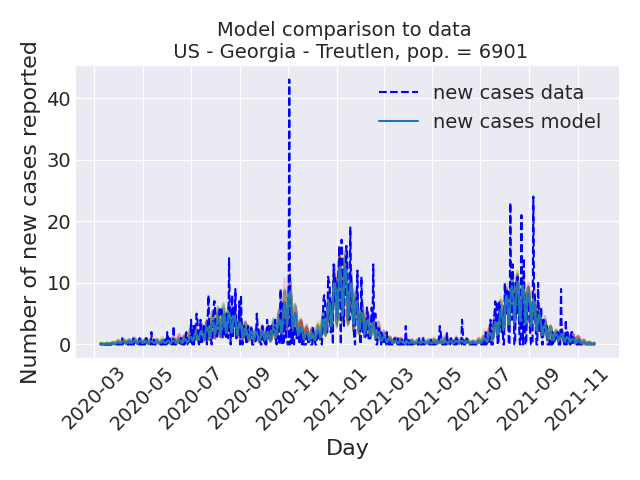 Model comparison to data
US - Georgia - Treutlen, pop. = 6901
Number of new cases reported
40
30
20
10
0
new cases data
new cases model
2020-03
2020-05
2020-07
2020-09
2020-11
2021-01
2021-03
2021-05
2021-07
2021-09
2021-11
Day